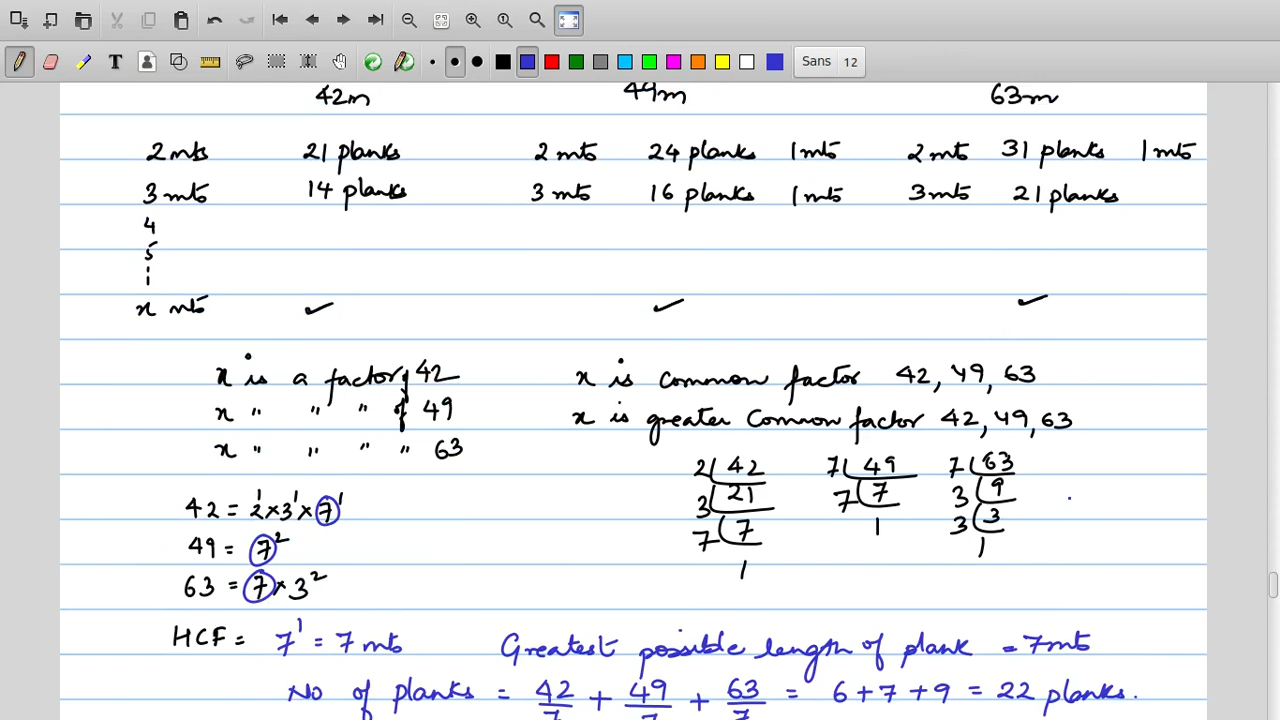 Sans 12
42m 49m 63m
2 mts 21 planks 2 mts 24 planks 1 mts 2 mts 31 planks 1 mts
3 mts 14 planks 3 mts 16 planks 1 mts 3 mts 21 planks
4
5
x mts ✓ ✓ ✓
x is a factor of 42 x is common factor 42, 49, 63
x " " " of 49 x is greater Common factor 42, 49, 63
x " " " " 63
2 | 42 7 | 49 7 | 63
3 | 21 7 | 7 3 | 9
42 = 2¹ × 3¹ × 7¹ 7 | 7 1 3 | 3
49 = 7² 1 1
63 = 7 × 3²
HCF = 7¹ = 7 mts Greatest possible length of plank = 7mts
No of planks = 42/7 + 49/7 + 63/7 = 6 + 7 + 9 = 22 planks.